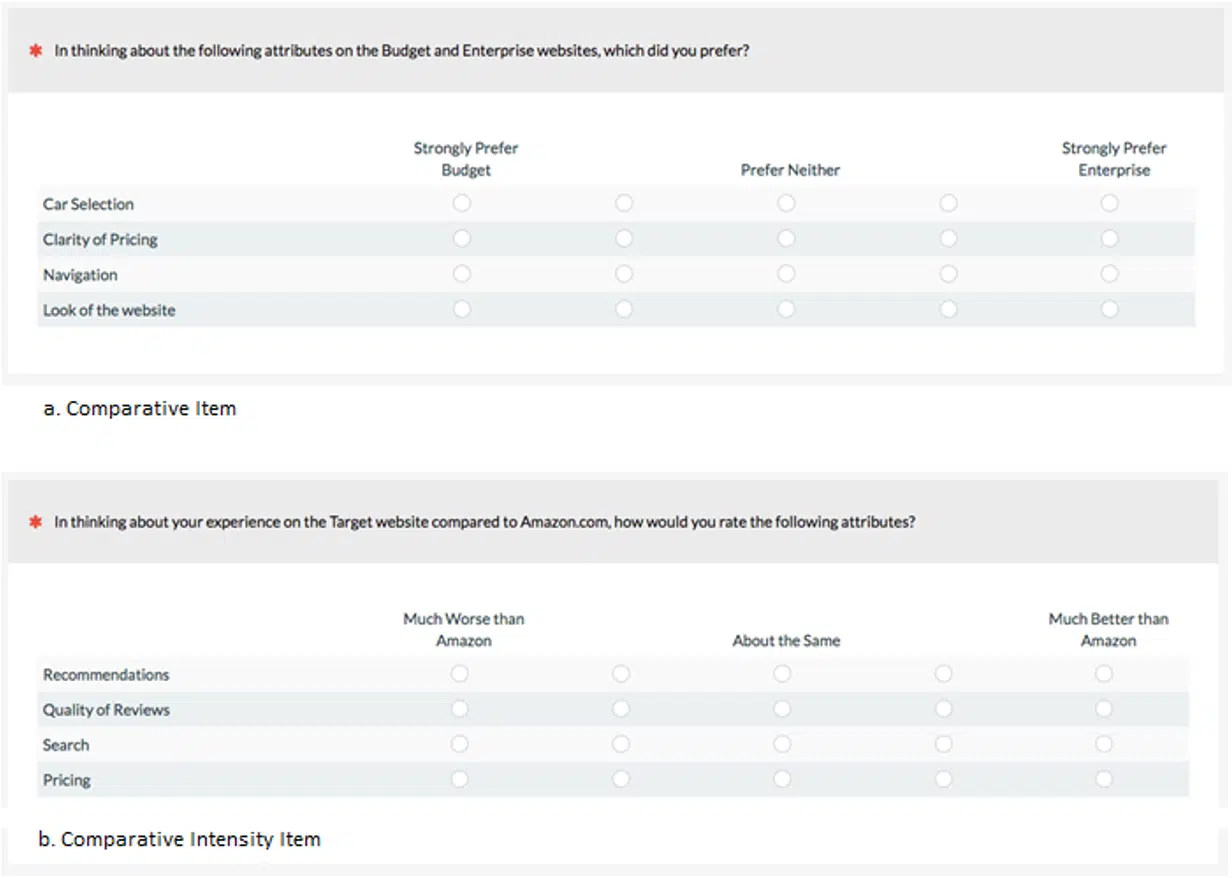 * In thinking about the following attributes on the Budget and Enterprise websites, which did you prefer?
Strongly Prefer Strongly Prefer
Budget Prefer Neither Enterprise
Car Selection
Clarity of Pricing
Navigation
Look of the website
a. Comparative Item
* In thinking about your experience on the Target website compared to Amazon.com, how would you rate the following attributes?
Much Worse than Much Better than
Amazon About the Same Amazon
Recommendations
Quality of Reviews
Search
Pricing
b. Comparative Intensity Item